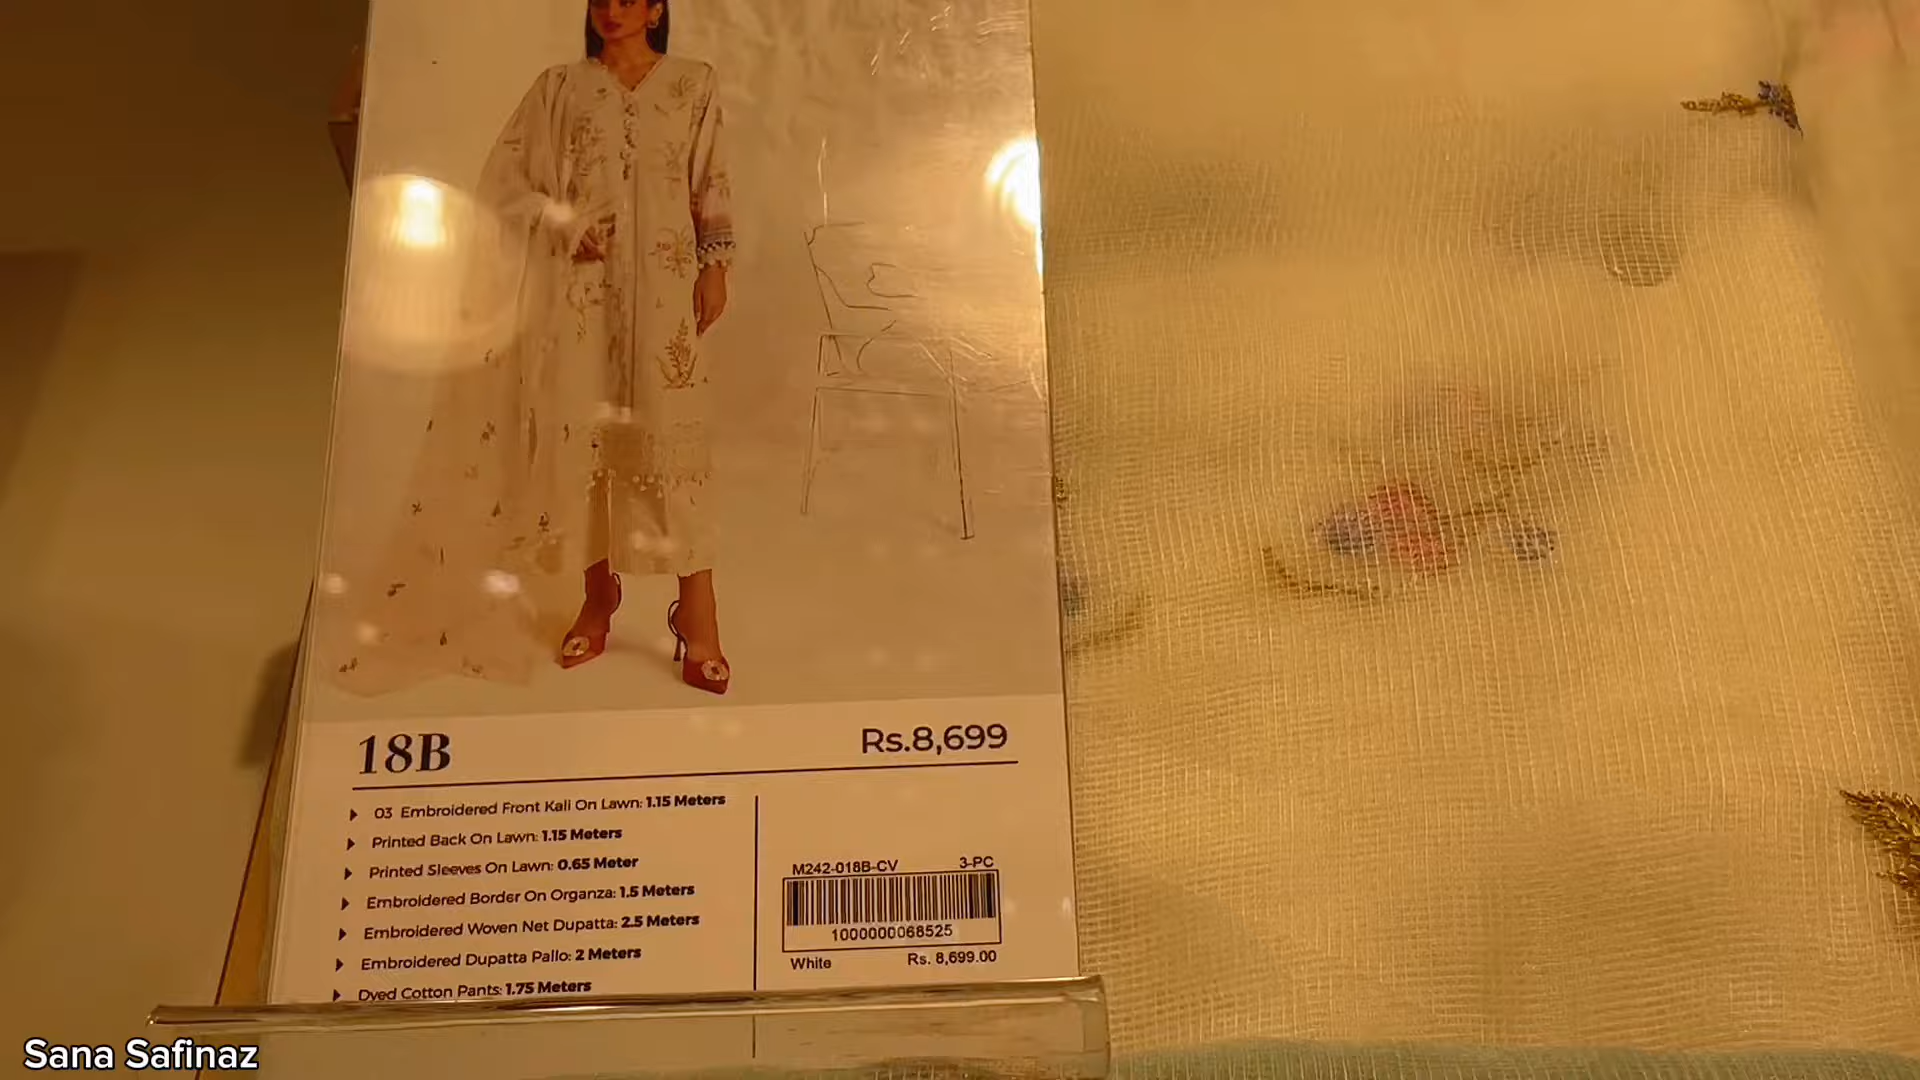 18B
Rs.8,699
03 Embroidered Front Kali On Lawn: 1.15 Meters
Printed Back On Lawn: 1.15 Meters
Printed Sleeves On Lawn: 0.65 Meter
Embroidered Border On Organza: 1.5 Meters
Embroidered Woven Net Dupatta: 2.5 Meters
Embroidered Dupatta Pallo: 2 Meters
Dyed Cotton Pants: 1.75 Meters
M242-018B-CV 3-PC
1000000068525
White Rs. 8,699.00
Sana Safinaz